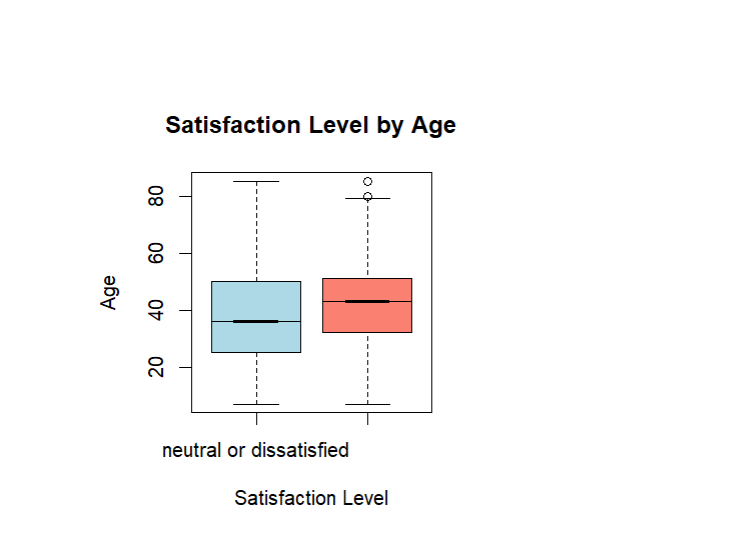 Satisfaction Level by Age
Age
80
60
40
20
neutral or dissatisfied
Satisfaction Level